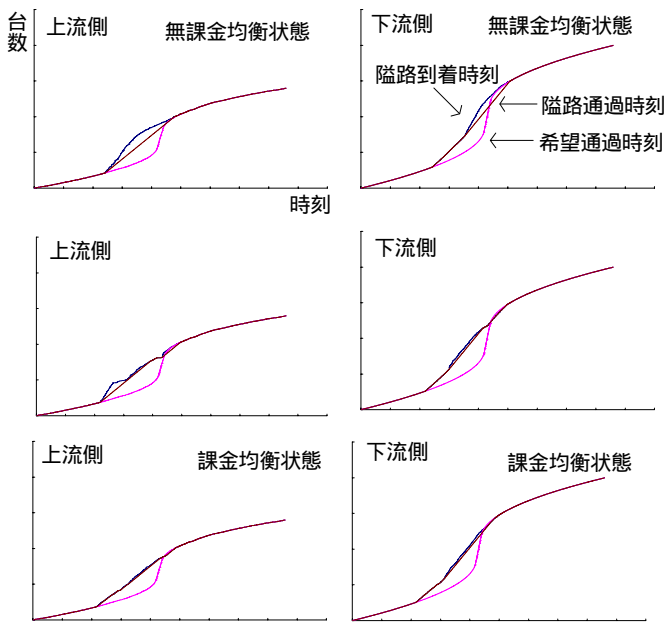 台数
上流側
無課金均衡状態
時刻
下流側
無課金均衡状態
隘路到着時刻
隘路通過時刻
希望通過時刻
上流側
下流側
上流側
課金均衡状態
下流側
課金均衡状態